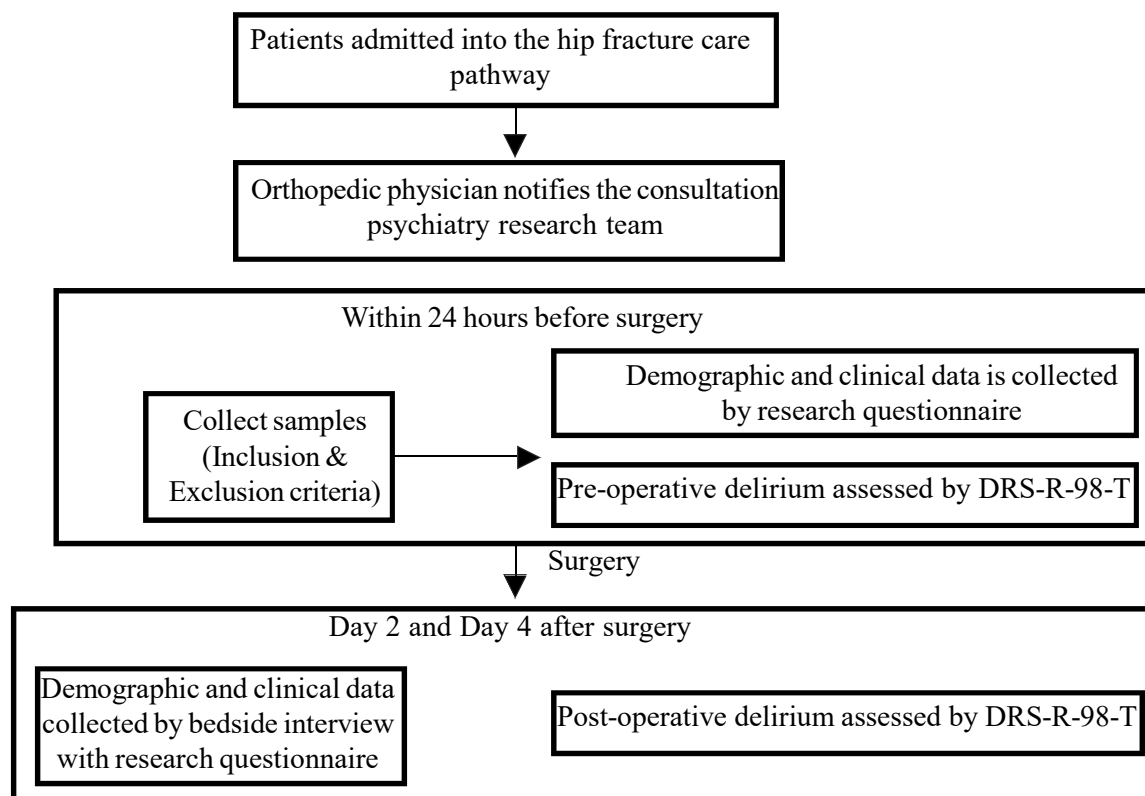 Patients admitted into the hip fracture care
pathway
Orthopedic physician notifies the consultation
psychiatry research team
Within 24 hours before surgery
Collect samples
(Inclusion &
Exclusion criteria)
Demographic and clinical data is collected
by research questionnaire
Pre-operative delirium assessed by DRS-R-98-T
Surgery
Day 2 and Day 4 after surgery
Demographic and clinical data
collected by bedside interview
with research questionnaire
Post-operative delirium assessed by DRS-R-98-T